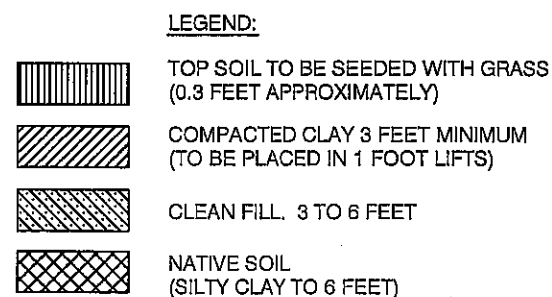 LEGEND:
TOP SOIL TO BE SEEDED WITH GRASS
(0.3 FEET APPROXIMATELY)
COMPACTED CLAY 3 FEET MINIMUM
(TO BE PLACED IN 1 FOOT LIFTS)
CLEAN FILL. 3 TO 6 FEET
NATIVE SOIL
(SILTY CLAY TO 6 FEET)